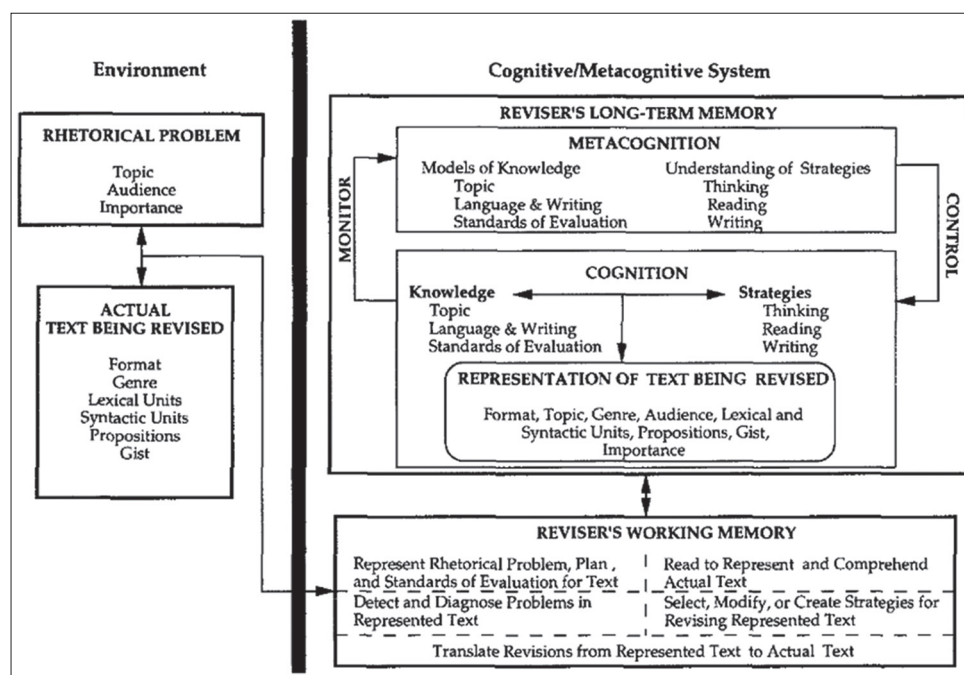 Environment
Cognitive/Metacognitive System
RHETORICAL PROBLEM
Topic
Audience
Importance
ACTUAL
TEXT BEING REVISED
Format
Genre
Lexical Units
Syntactic Units
Propositions
Gist
REVISER'S LONG-TERM MEMORY
METACOGNITION
Models of Knowledge
Topic
Language & Writing
Standards of Evaluation
Understanding of Strategies
Thinking
Reading
Writing
MONITOR
CONTROL
COGNITION
Knowledge
Topic
Language & Writing
Standards of Evaluation
Strategies
Thinking
Reading
Writing
REPRESENTATION OF TEXT BEING REVISED
Format, Topic, Genre, Audience, Lexical and
Syntactic Units, Propositions, Gist,
Importance
REVISER'S WORKING MEMORY
Represent Rhetorical Problem, Plan,
and Standards of Evaluation for Text
Read to Represent and Comprehend
Actual Text
Detect and Diagnose Problems in
Represented Text
Select, Modify, or Create Strategies for
Revising Represented Text
Translate Revisions from Represented Text to Actual Text